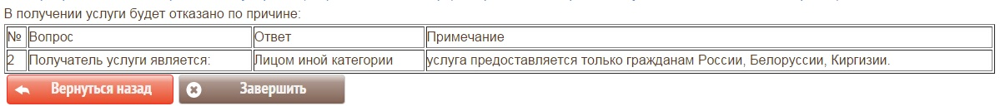 В получении услуги будет отказано по причине:
№ Вопрос Ответ Примечание
2 Получатель услуги является: Лицом иной категории услуга предоставляется только гражданам России, Белоруссии, Киргизии.
Вернуться назад Завершить